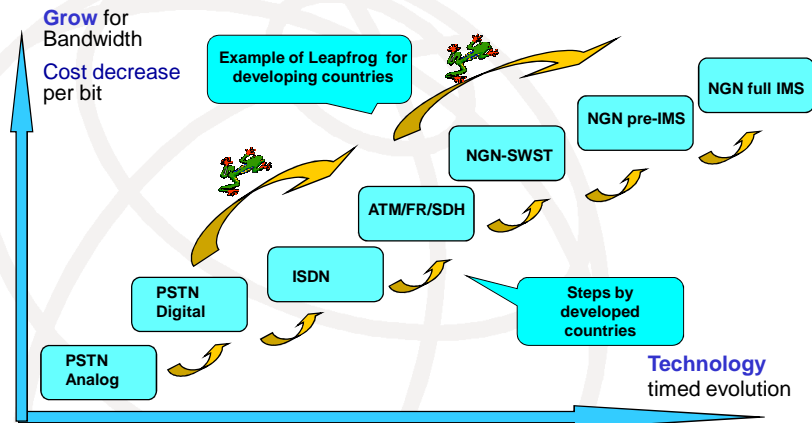 Grow for
Bandwidth
Cost decrease
per bit
Example of Leapfrog for
developing countries
NGN full IMS
NGN pre-IMS
NGN-SWST
ATM/FR/SDH
ISDN
PSTN
Digital
PSTN
Analog
Steps by
developed
countries
Technology
timed evolution